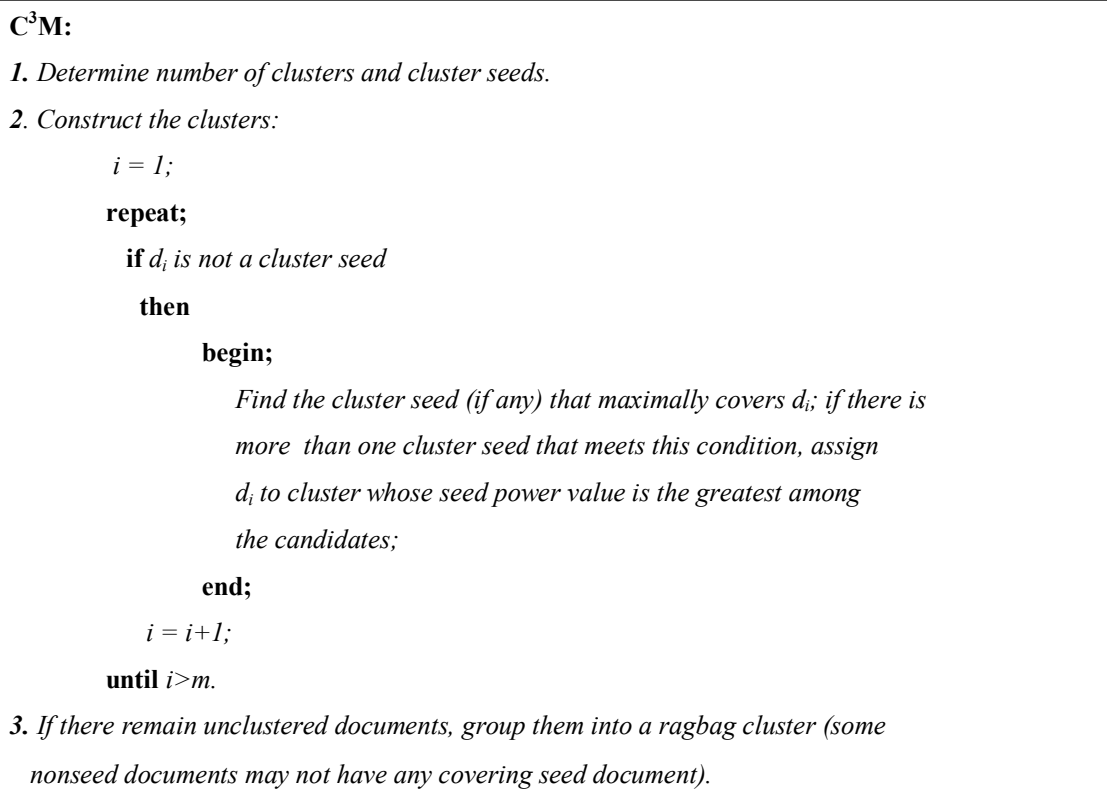 C³M:
1. Determine number of clusters and cluster seeds.
2. Construct the clusters:
i = 1;
repeat;
if dᵢ is not a cluster seed
then
begin;
Find the cluster seed (if any) that maximally covers dᵢ; if there is
more than one cluster seed that meets this condition, assign
dᵢ to cluster whose seed power value is the greatest among
the candidates;
end;
i = i+1;
until i>m.
3. If there remain unclustered documents, group them into a ragbag cluster (some
nonseed documents may not have any covering seed document).